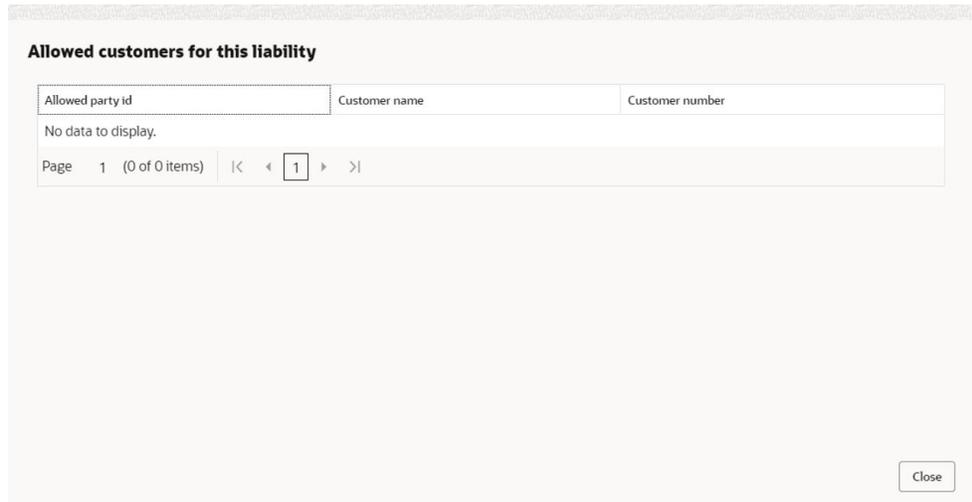 Allowed customers for this liability
Allowed party id Customer name Customer number
No data to display.
Page 1 (0 of 0 items) 1
Close